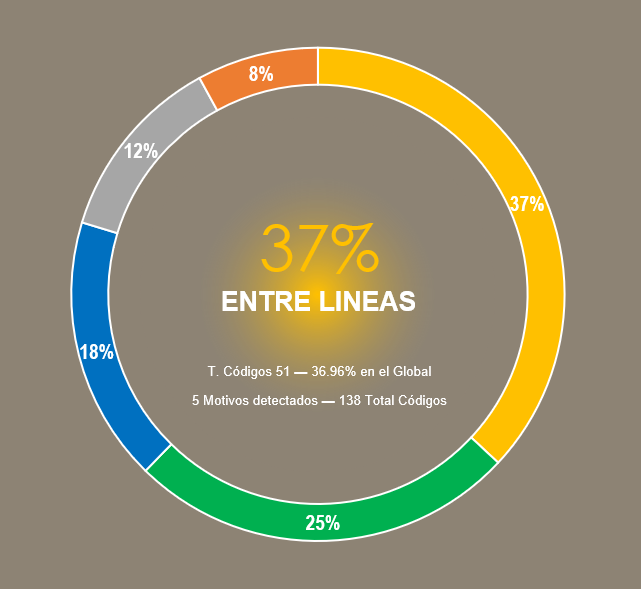 8%
37%
12%
37%
ENTRE LINEAS
18%
T. Códigos 51 — 36.96% en el Global
5 Motivos detectados — 138 Total Códigos
25%